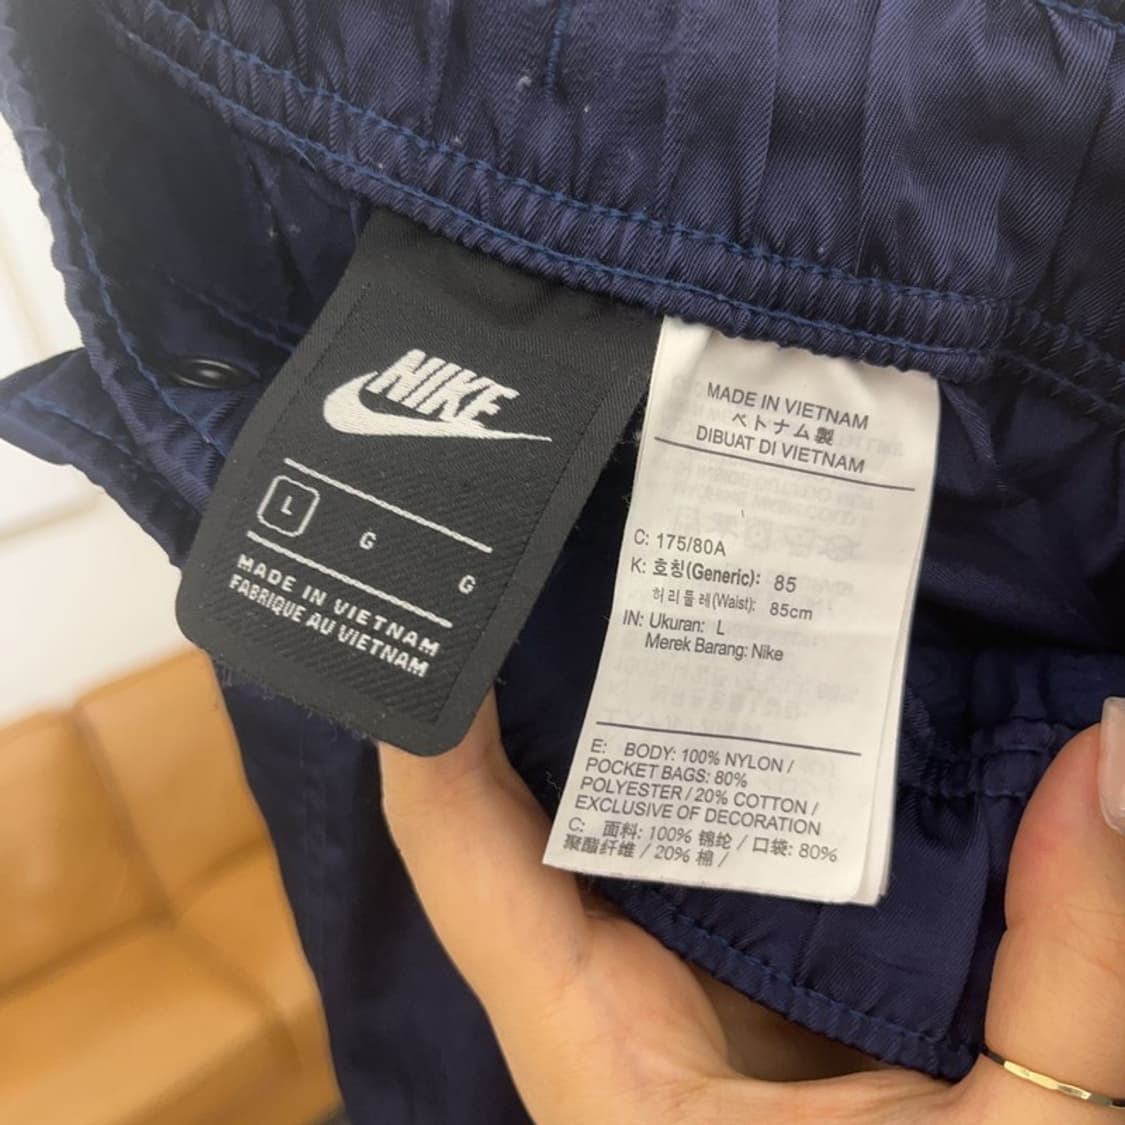 NIKE
L G G
MADE IN VIETNAM
FABRIQUE AU VIETNAM
MADE IN VIETNAM
ベトナム製
DIBUAT DI VIETNAM
C: 175/80A
K: 호칭(Generic): 85
허리둘레(Waist): 85cm
IN: Ukuran: L
Merek Barang: Nike
E: BODY: 100% NYLON /
POCKET BAGS: 80%
POLYESTER / 20% COTTON /
EXCLUSIVE OF DECORATION
C: 面料: 100% 锦纶 / 口袋: 80%
聚酯纤维 / 20% 棉 /